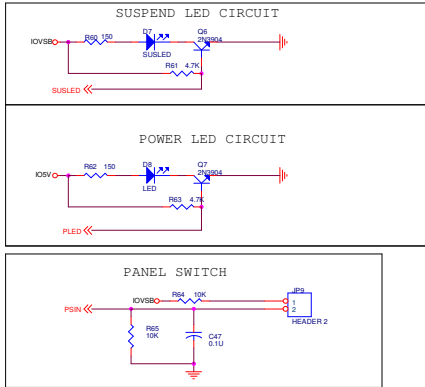 SUSPEND LED CIRCUIT
R60 150
D7
Q6
2N3904
IOVSB
SUSLED
R61 4.7K
SUSLED
POWER LED CIRCUIT
R62 150
D8
Q7
2N3904
IO5V
LED
R63 4.7K
PLED
PANEL SWITCH
R64 10K
JP9
IOVSB
1
PSIN
2
HEADER 2
R65
10K
C47
0.1U